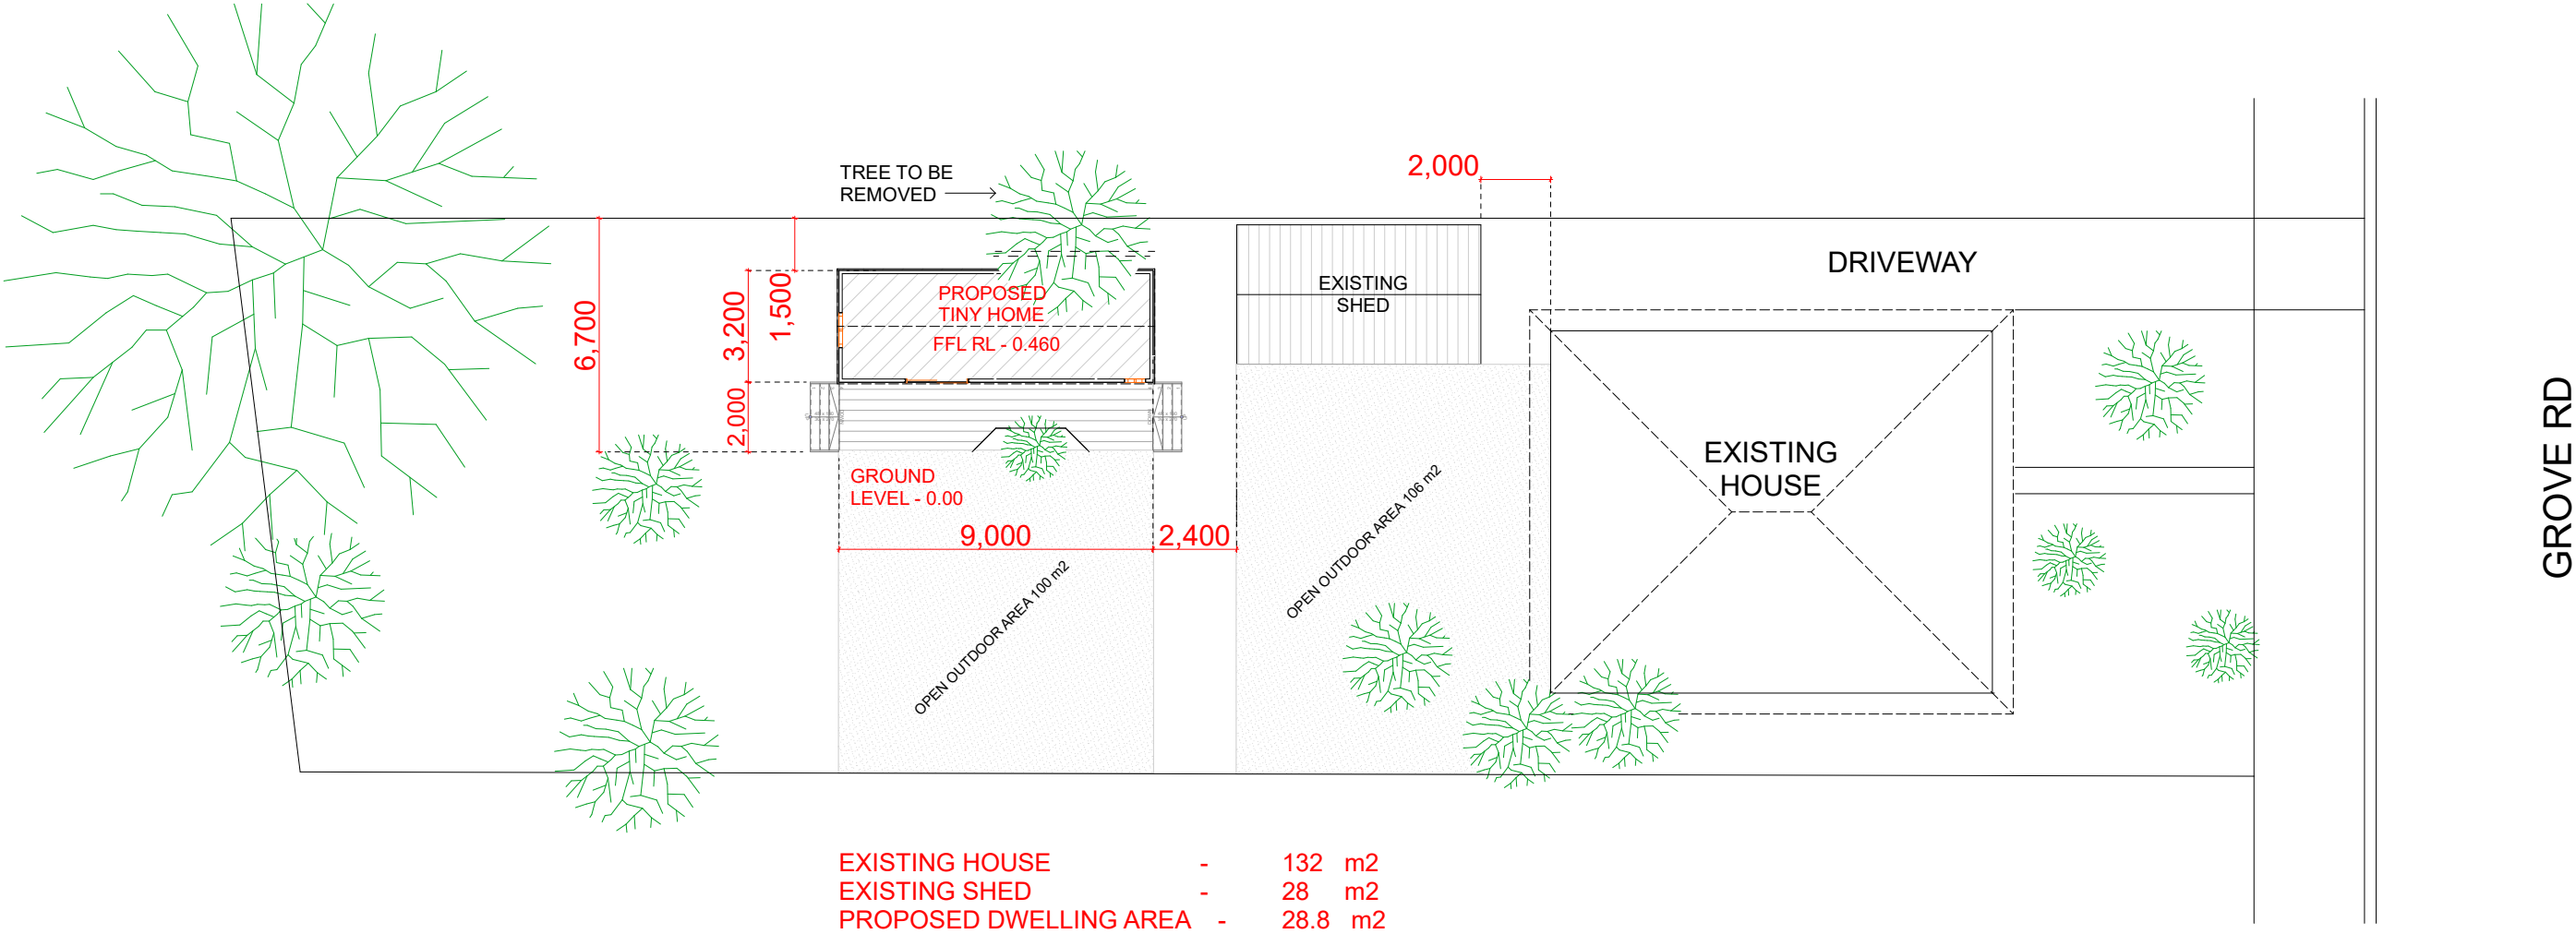 TREE TO BE
REMOVED
2,000
DRIVEWAY
EXISTING
SHED
PROPOSED
TINY HOME
FFL RL - 0.460
6,700
3,200
1,500
2,000
GROUND
LEVEL - 0.00
9,000
2,400
OPEN OUTDOOR AREA 100 m2
OPEN OUTDOOR AREA 106 m2
EXISTING
HOUSE
GROVE RD
EXISTING HOUSE - 132 m2
EXISTING SHED - 28 m2
PROPOSED DWELLING AREA - 28.8 m2